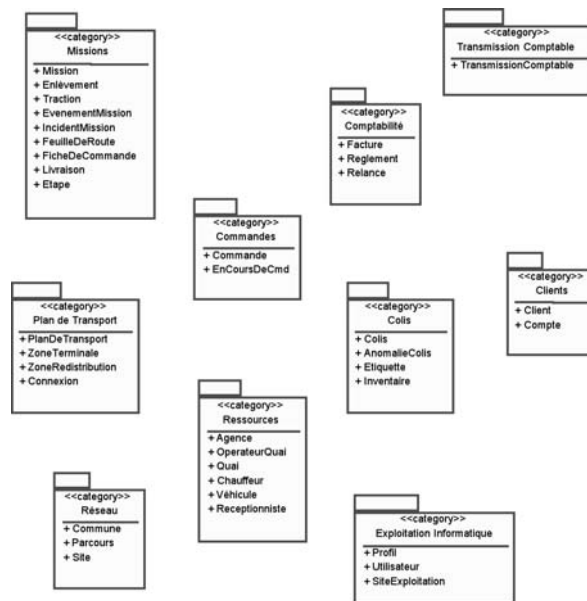 <<category>>
Missions
+ Mission
+ Enlèvement
+ Traction
+ EvenementMission
+ IncidentMission
+ FeuilleDeRoute
+ FicheDeCommande
+ Livraison
+ Etape
<<category>>
Transmission Comptable
+ TransmissionComptable
<<category>>
Comptabilité
+ Facture
+ Reglement
+ Relance
<<category>>
Commandes
+ Commande
+ EnCoursDeCmd
<<category>>
Clients
+ Client
+ Compte
<<category>>
Plan de Transport
+ PlanDeTransport
+ ZoneTerminale
+ ZoneRedistribution
+ Connexion
<<category>>
Colis
+ Colis
+ AnomalieColis
+ Etiquette
+ Inventaire
<<category>>
Ressources
+ Agence
+ OperateurQuai
+ Quai
+ Chauffeur
+ Véhicule
+ Receptionniste
<<category>>
Réseau
+ Commune
+ Parcours
+ Site
<<category>>
Exploitation Informatique
+ Profil
+ Utilisateur
+ SiteExploitation